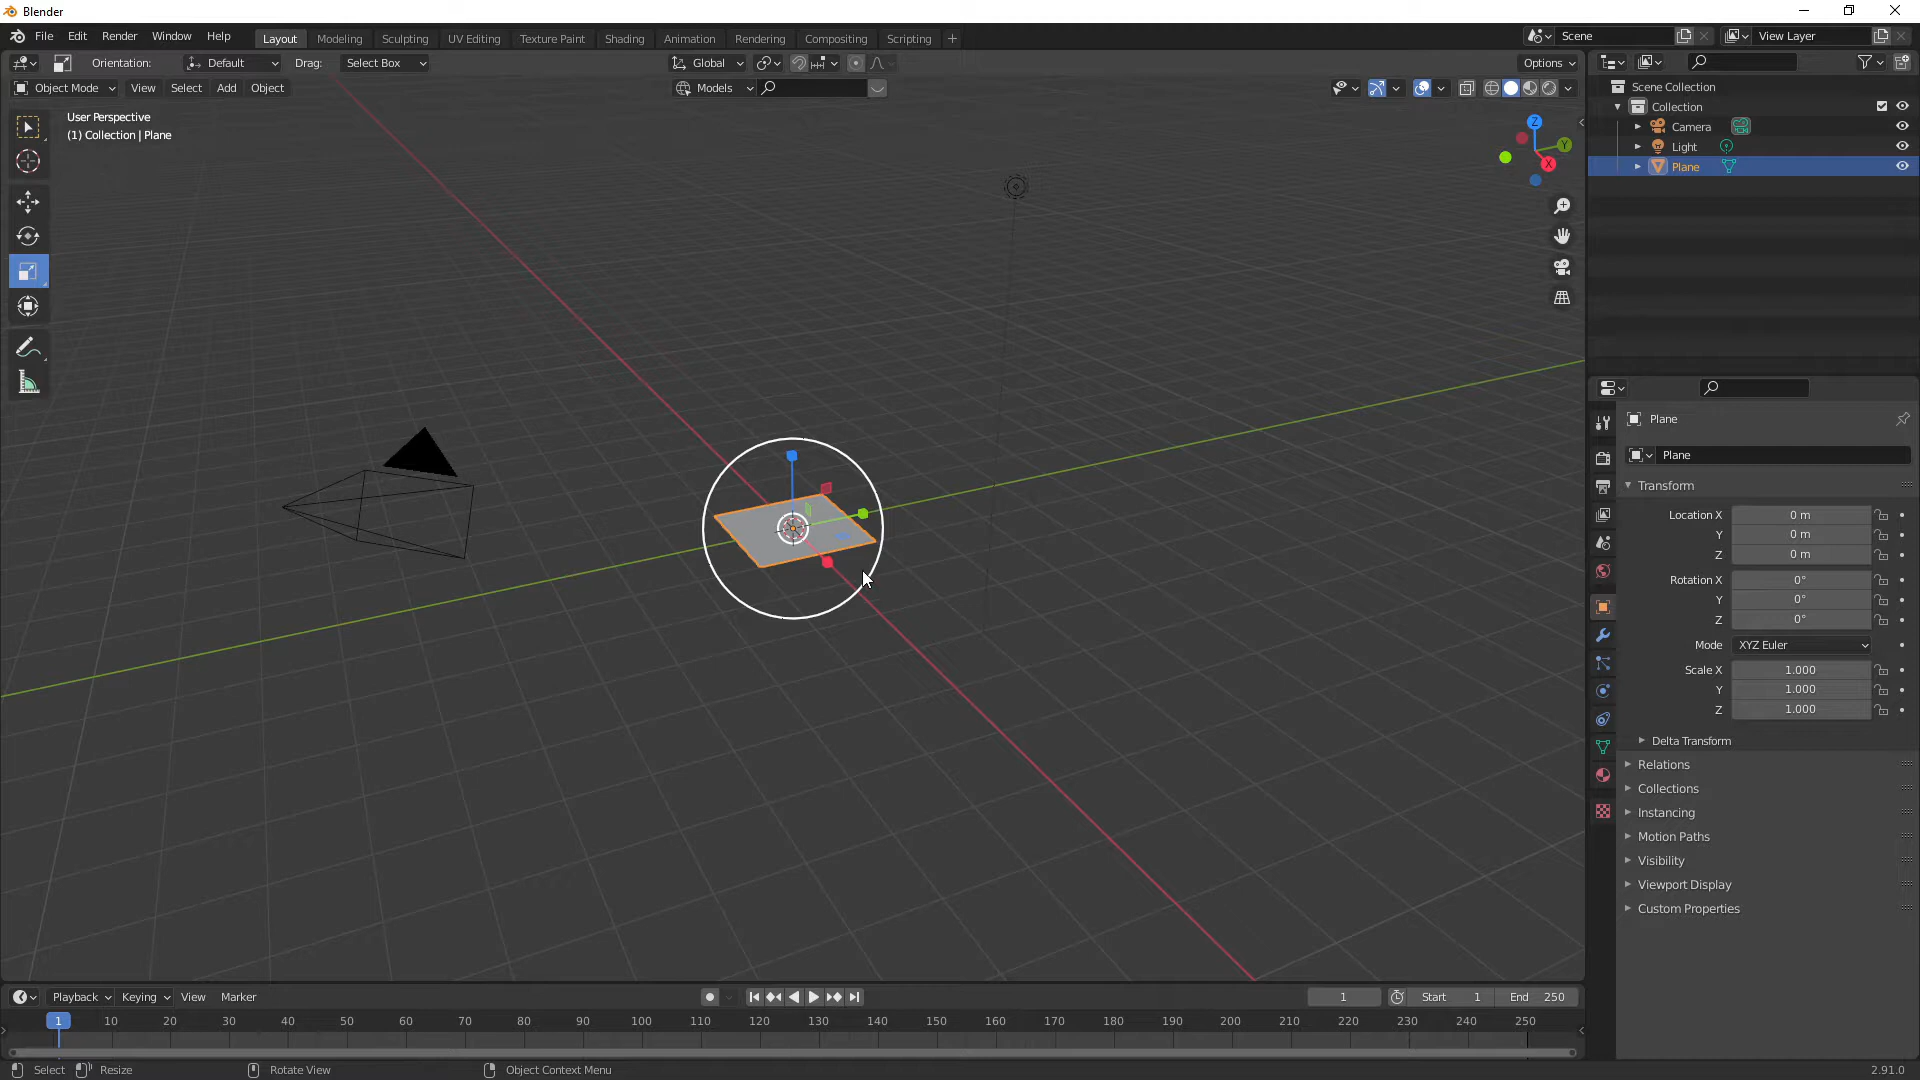 Blender
File Edit Render Window Help Layout Modeling Sculpting UV Editing Texture Paint Shading Animation Rendering Compositing Scripting + Scene View Layer
Orientation: Default Drag: Select Box Global Options
Object Mode View Select Add Object Models
User Perspective
(1) Collection | Plane
Z
Y
X
Scene Collection
Collection
Camera
Light
Plane
Plane
Plane
Transform
Location X 0 m
Y 0 m
Z 0 m
Rotation X 0°
Y 0°
Z 0°
Mode XYZ Euler
Scale X 1.000
Y 1.000
Z 1.000
Delta Transform
Relations
Collections
Instancing
Motion Paths
Visibility
Viewport Display
Custom Properties
Playback Keying View Marker 1 Start 1 End 250
1 10 20 30 40 50 60 70 80 90 100 110 120 130 140 150 160 170 180 190 200 210 220 230 240 250
Select Resize Rotate View Object Context Menu 2.91.0